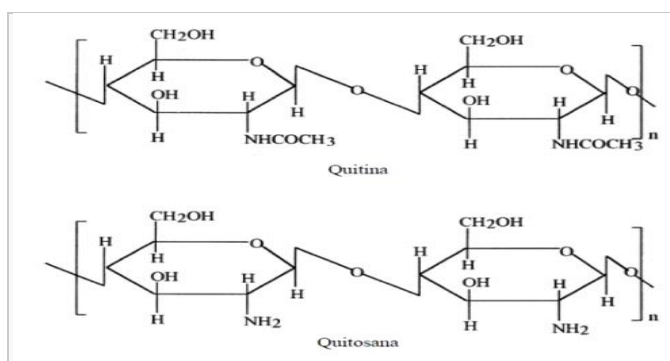 CH2OH CH2OH
H O H O
H OH H O H OH H O
H H H H
H NHCOCH3 H NHCOCH3 n
Quitina
CH2OH CH2OH
H O H O
H OH H O H OH H O
H H H H
H NH2 H NH2 n
Quitosana